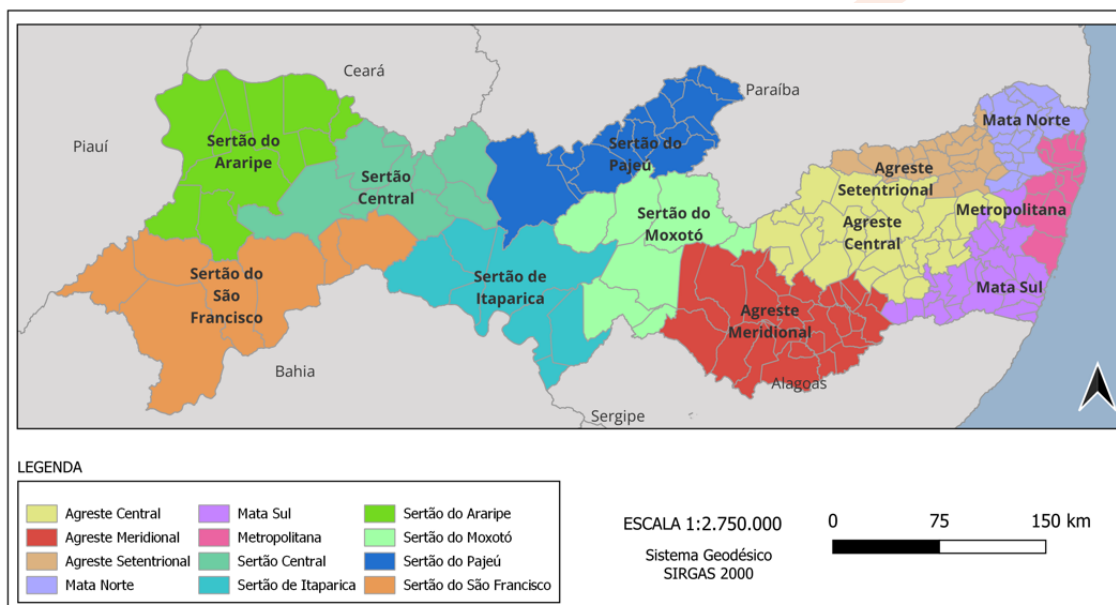 Ceará
Paraíba
Piauí
Sertão do
Araripe
Sertão
Central
Sertão do
Pajeú
Mata Norte
Agreste
Setentrional
Metropolitana
Agreste
Central
Sertão do
Moxotó
Sertão do
São
Francisco
Sertão de
Itaparica
Mata Sul
Agreste
Meridional
Bahia
Alagoas
Sergipe
LEGENDA
Agreste Central
Agreste Meridional
Agreste Setentrional
Mata Norte
Mata Sul
Metropolitana
Sertão Central
Sertão de Itaparica
Sertão do Araripe
Sertão do Moxotó
Sertão do Pajeú
Sertão do São Francisco
ESCALA 1:2.750.000
Sistema Geodésico
SIRGAS 2000
0 75 150 km